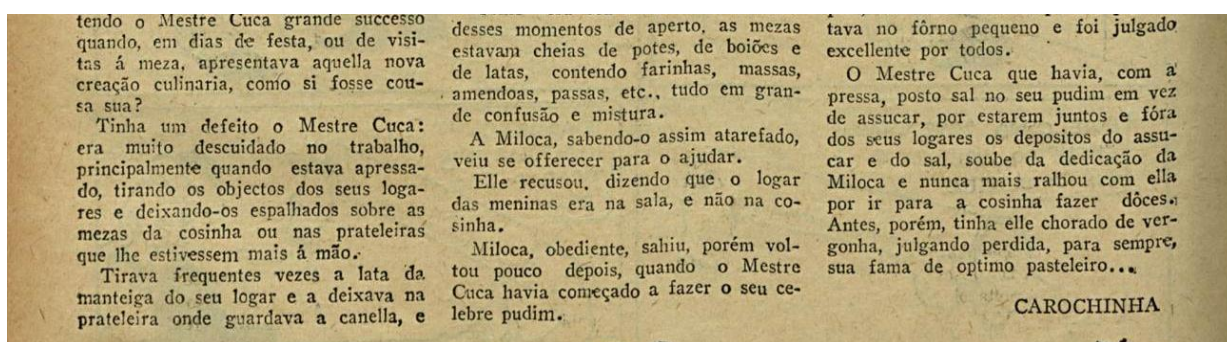 tendo o Mestre Cuca grande successo
quando, em dias de festa, ou de visi-
tas á meza, apresentava aquella nova
creação culinaria, como si fosse cou-
sa sua?
Tinha um defeito o Mestre Cuca:
era muito descuidado no trabalho,
principalmente quando estava apressa-
do, tirando os objectos dos seus loga-
res e deixando-os espalhados sobre as
mezas da cosinha ou nas prateleiras
que lhe estivessem mais á mão.
Tirava frequentes vezes a lata da
manteiga do seu logar e a deixava na
prateleira onde guardava a canella, e
desses momentos de aperto, as mezas
estavam cheias de potes, de boiões e
de latas, contendo farinhas, massas,
amendoas, passas, etc., tudo em gran-
de confusão e mistura.
A Miloca, sabendo-o assim atarefado,
veiu se offerecer para o ajudar.
Elle recusou, dizendo que o logar
das meninas era na sala, e não na co-
sinha.
Miloca, obediente, sahiu, porém vol-
tou pouco depois, quando o Mestre
Cuca havia começado a fazer o seu ce-
lebre pudim.
tava no fôrno pequeno e foi julgado
excellente por todos.
O Mestre Cuca que havia, com a
pressa, posto sal no seu pudim em vez
de assucar, por estarem juntos e fóra
dos seus logares os depositos do assu-
car e do sal, soube da dedicação da
Miloca e nunca mais ralhou com ella
por ir para a cosinha fazer dôces.
Antes, porém, tinha elle chorado de ver-
gonha, julgando perdida, para sempre,
sua fama de optimo pasteleiro...
CAROCHINHA